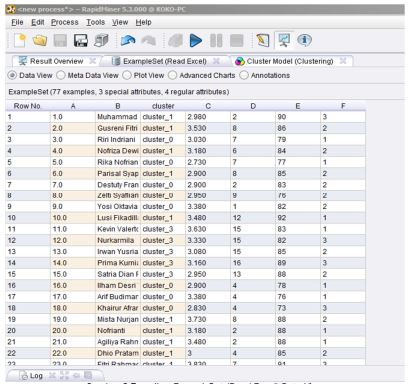 <new process*> – RapidMiner 5.3.000 @ KOKO-PC
File Edit Process Tools View Help
Result Overview ExampleSet (Read Excel) Cluster Model (Clustering)
Data View Meta Data View Plot View Advanced Charts Annotations
ExampleSet (77 examples, 3 special attributes, 4 regular attributes)
Row No. A B cluster C D E F
1 1.0 Muhammad cluster_1 2.980 2 90 3
2 2.0 Gusreni Fitri cluster_1 3.530 8 86 2
3 3.0 Riri Indriani cluster_0 3.030 7 79 1
4 4.0 Nofriza Dewi cluster_1 3.180 6 84 2
5 5.0 Rika Nofrian cluster_0 2.730 7 77 1
6 6.0 Parisal Syap cluster_1 2.900 8 85 2
7 7.0 Destuty Fran cluster_0 2.900 2 83 2
8 8.0 Zelti Syaffian cluster_0 2.950 9 76 2
9 9.0 Yosi Oktavia cluster_0 3.380 1 82 2
10 10.0 Lusi Fikadill cluster_1 3.480 12 92 1
11 11.0 Kevin Valerto cluster_3 3.630 15 83 1
12 12.0 Nurkarmila cluster_3 3.330 15 82 3
13 13.0 Irwan Yusria cluster_3 3.080 15 85 2
14 14.0 Prima Kurnia cluster_3 3.160 16 89 3
15 15.0 Satria Dian F cluster_3 2.950 13 88 2
16 16.0 Ilham Desri cluster_0 2.900 4 78 1
17 17.0 Arif Budimar cluster_0 3.380 4 76 1
18 18.0 Khairur Afrar cluster_0 2.830 4 73 3
19 19.0 Mista Nurjan cluster_1 3.730 8 88 2
20 20.0 Nofrianti cluster_1 3.180 2 88 1
21 21.0 Agiliya Rahn cluster_1 3.480 2 88 1
22 22.0 Dhio Pratam cluster_1 3 4 85 2
23 23.0 Fitri Rahmac cluster_1 3.830 7 91 3
Log